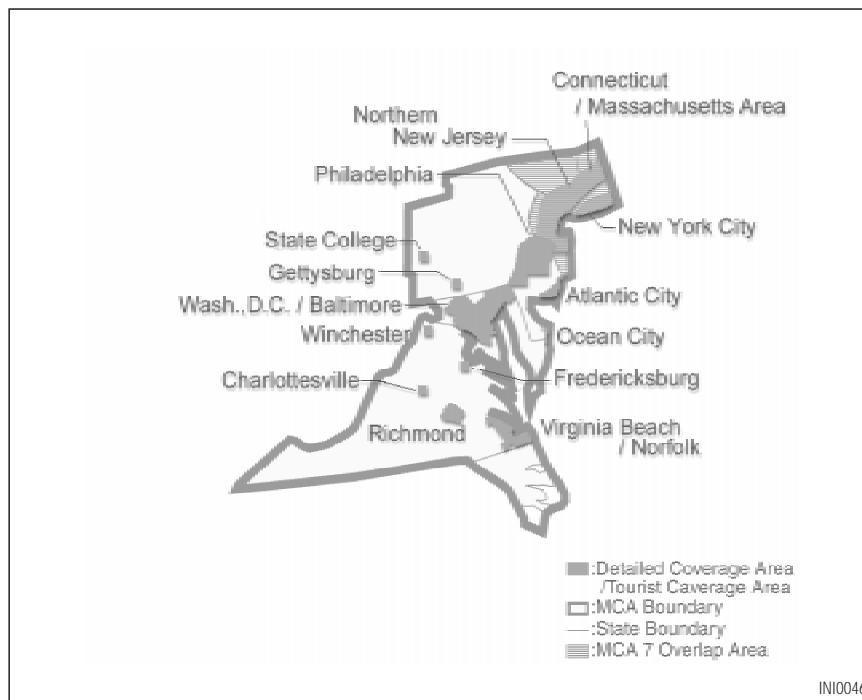 Connecticut
/ Massachusetts Area
Northern
New Jersey
Philadelphia
New York City
State College
Gettysburg
Atlantic City
Wash.,D.C. / Baltimore
Winchester
Ocean City
Charlottesville
Fredericksburg
Richmond
Virginia Beach
/ Norfolk
:Detailed Coverage Area
/Tourist Caverage Area
:MCA Boundary
:State Boundary
:MCA 7 Overlap Area